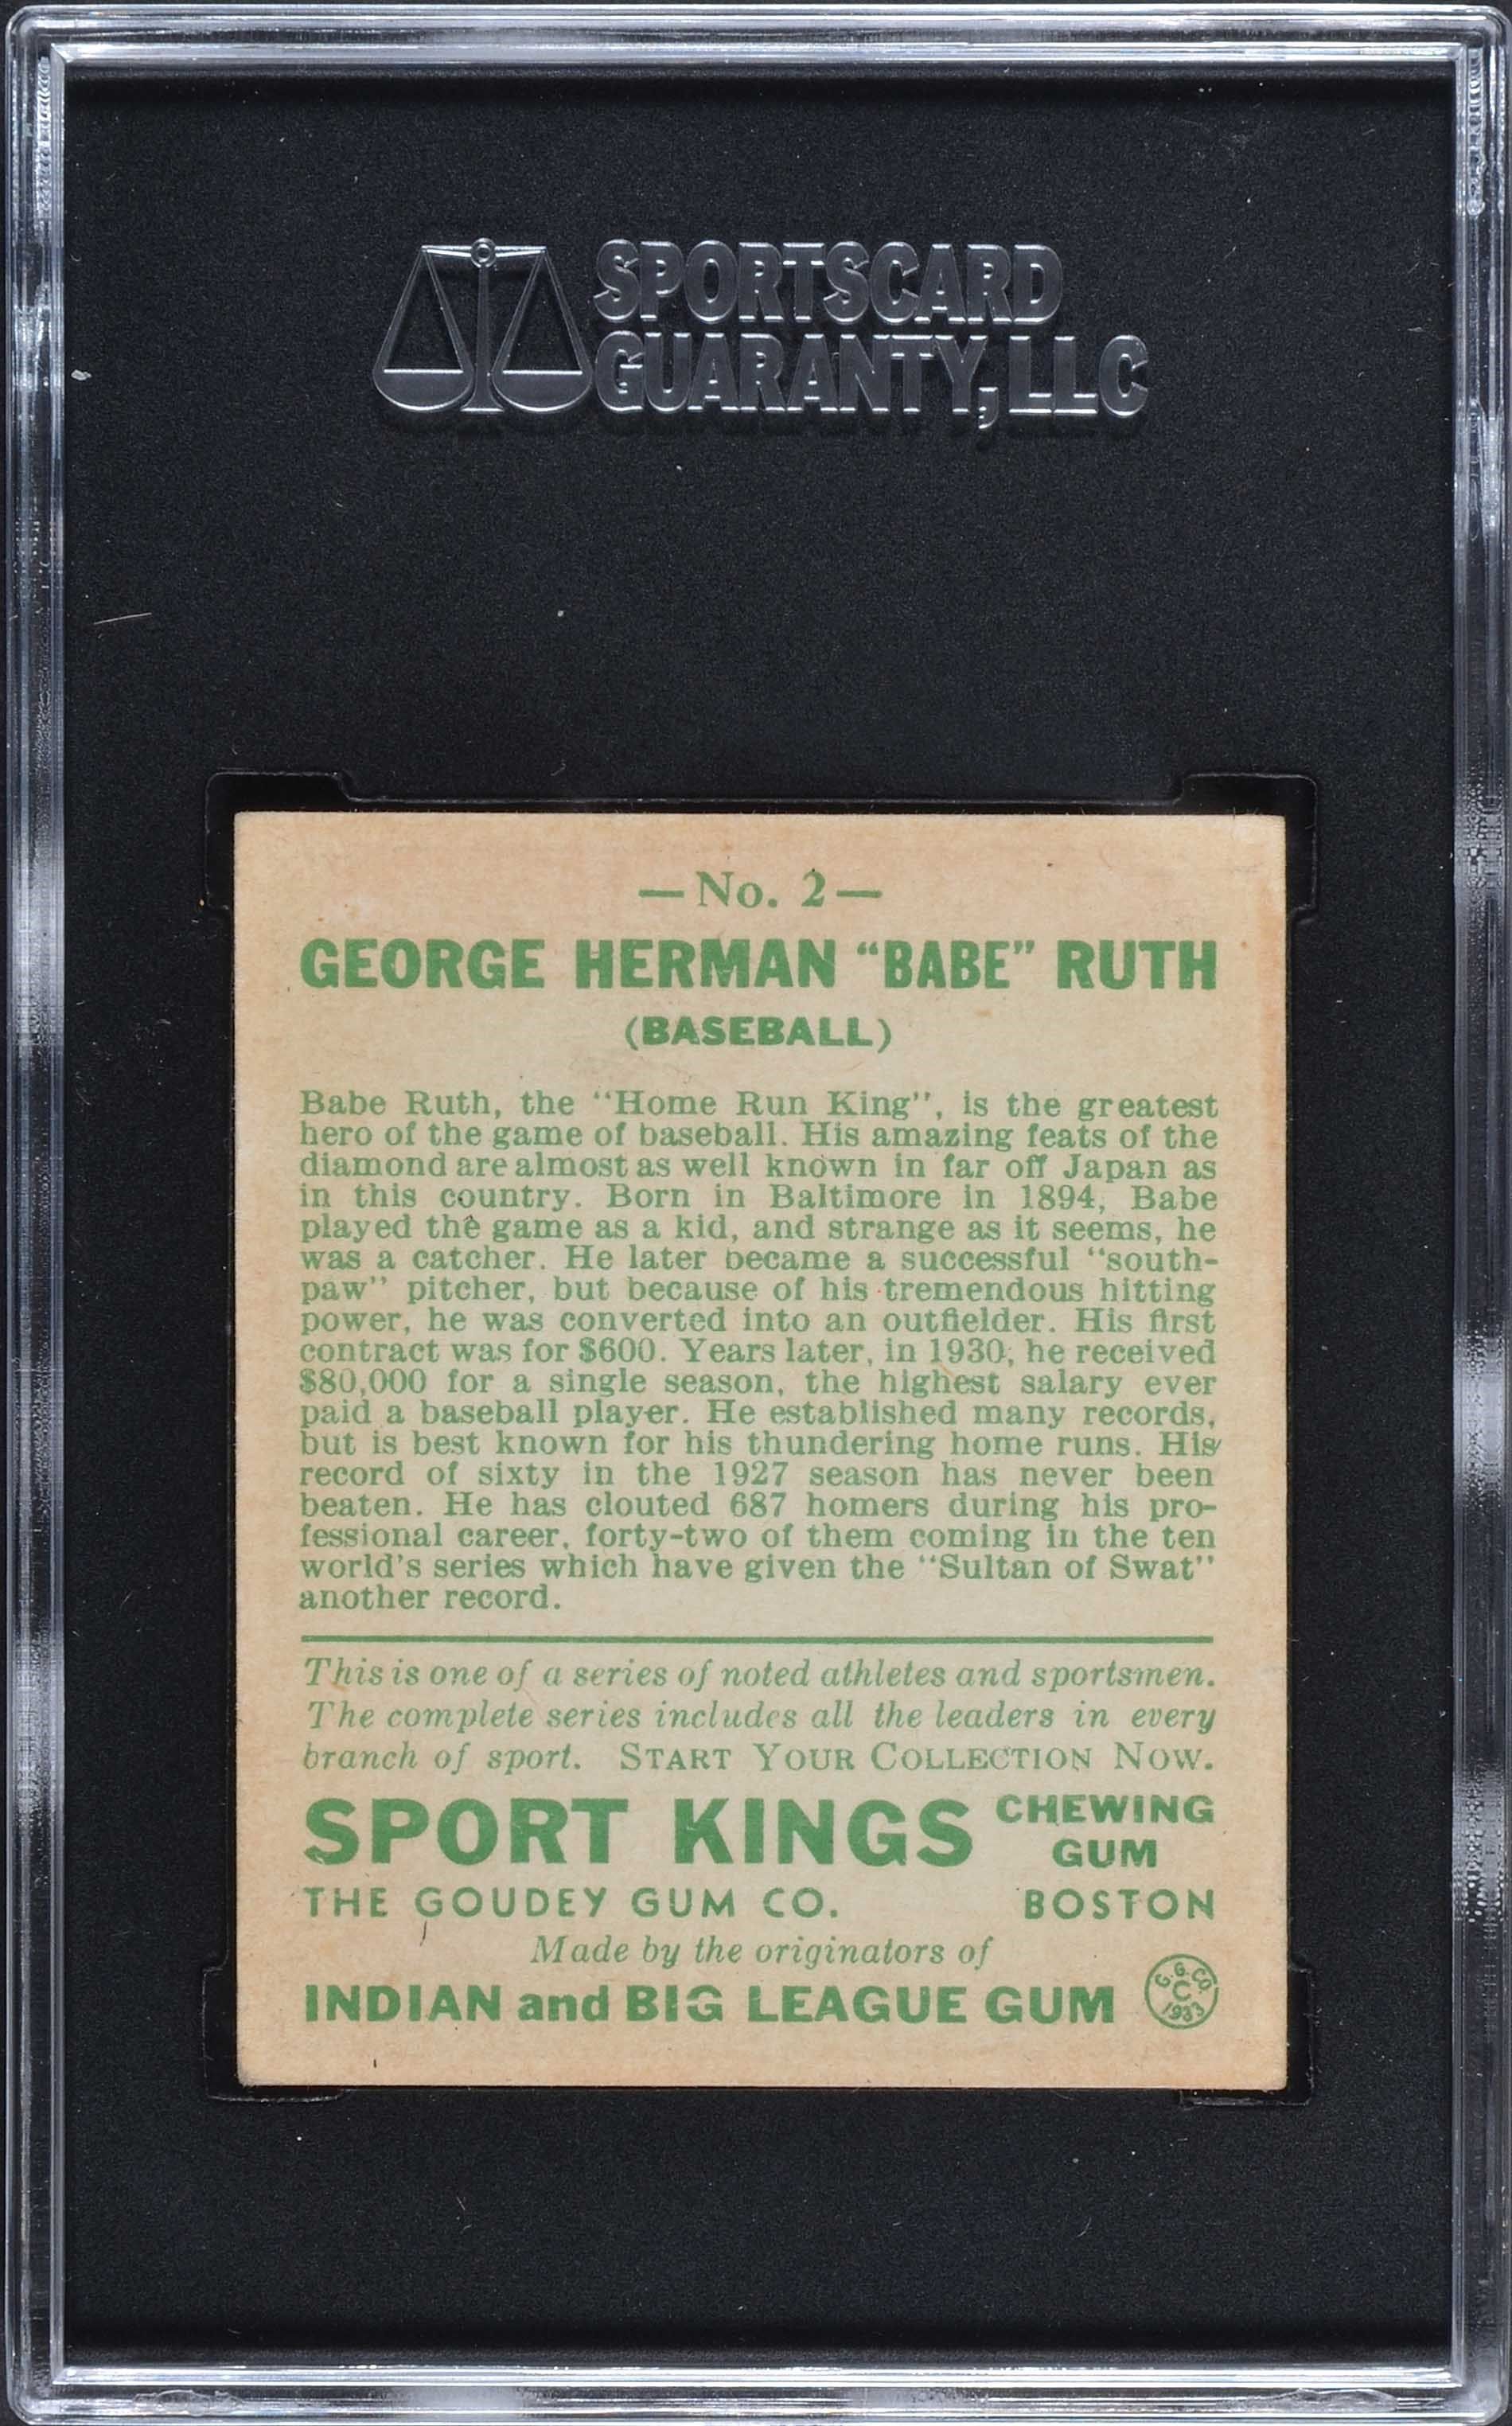 SPORTSCARD
GUARANTY, LLC
—No. 2—
GEORGE HERMAN “BABE” RUTH
(BASEBALL)
Babe Ruth, the “Home Run King”, is the greatest
hero of the game of baseball. His amazing feats of the
diamond are almost as well known in far off Japan as
in this country. Born in Baltimore in 1894, Babe
played the game as a kid, and strange as it seems, he
was a catcher. He later became a successful “south-
paw” pitcher, but because of his tremendous hitting
power, he was converted into an outfielder. His first
contract was for $600. Years later, in 1930, he received
$80,000 for a single season, the highest salary ever
paid a baseball player. He established many records,
but is best known for his thundering home runs. His
record of sixty in the 1927 season has never been
beaten. He has clouted 687 homers during his pro-
fessional career, forty-two of them coming in the ten
world's series which have given the “Sultan of Swat”
another record.
This is one of a series of noted athletes and sportsmen.
The complete series includes all the leaders in every
branch of sport. START YOUR COLLECTION NOW.
SPORT KINGS CHEWING GUM
THE GOUDEY GUM CO. BOSTON
Made by the originators of
INDIAN and BIG LEAGUE GUM
G. G. CO.
C
1933